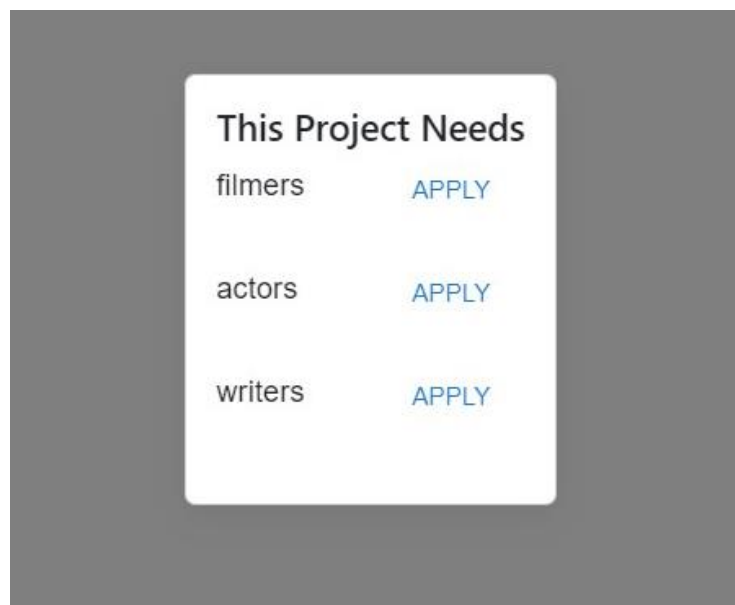 This Project Needs
filmers APPLY
actors APPLY
writers APPLY